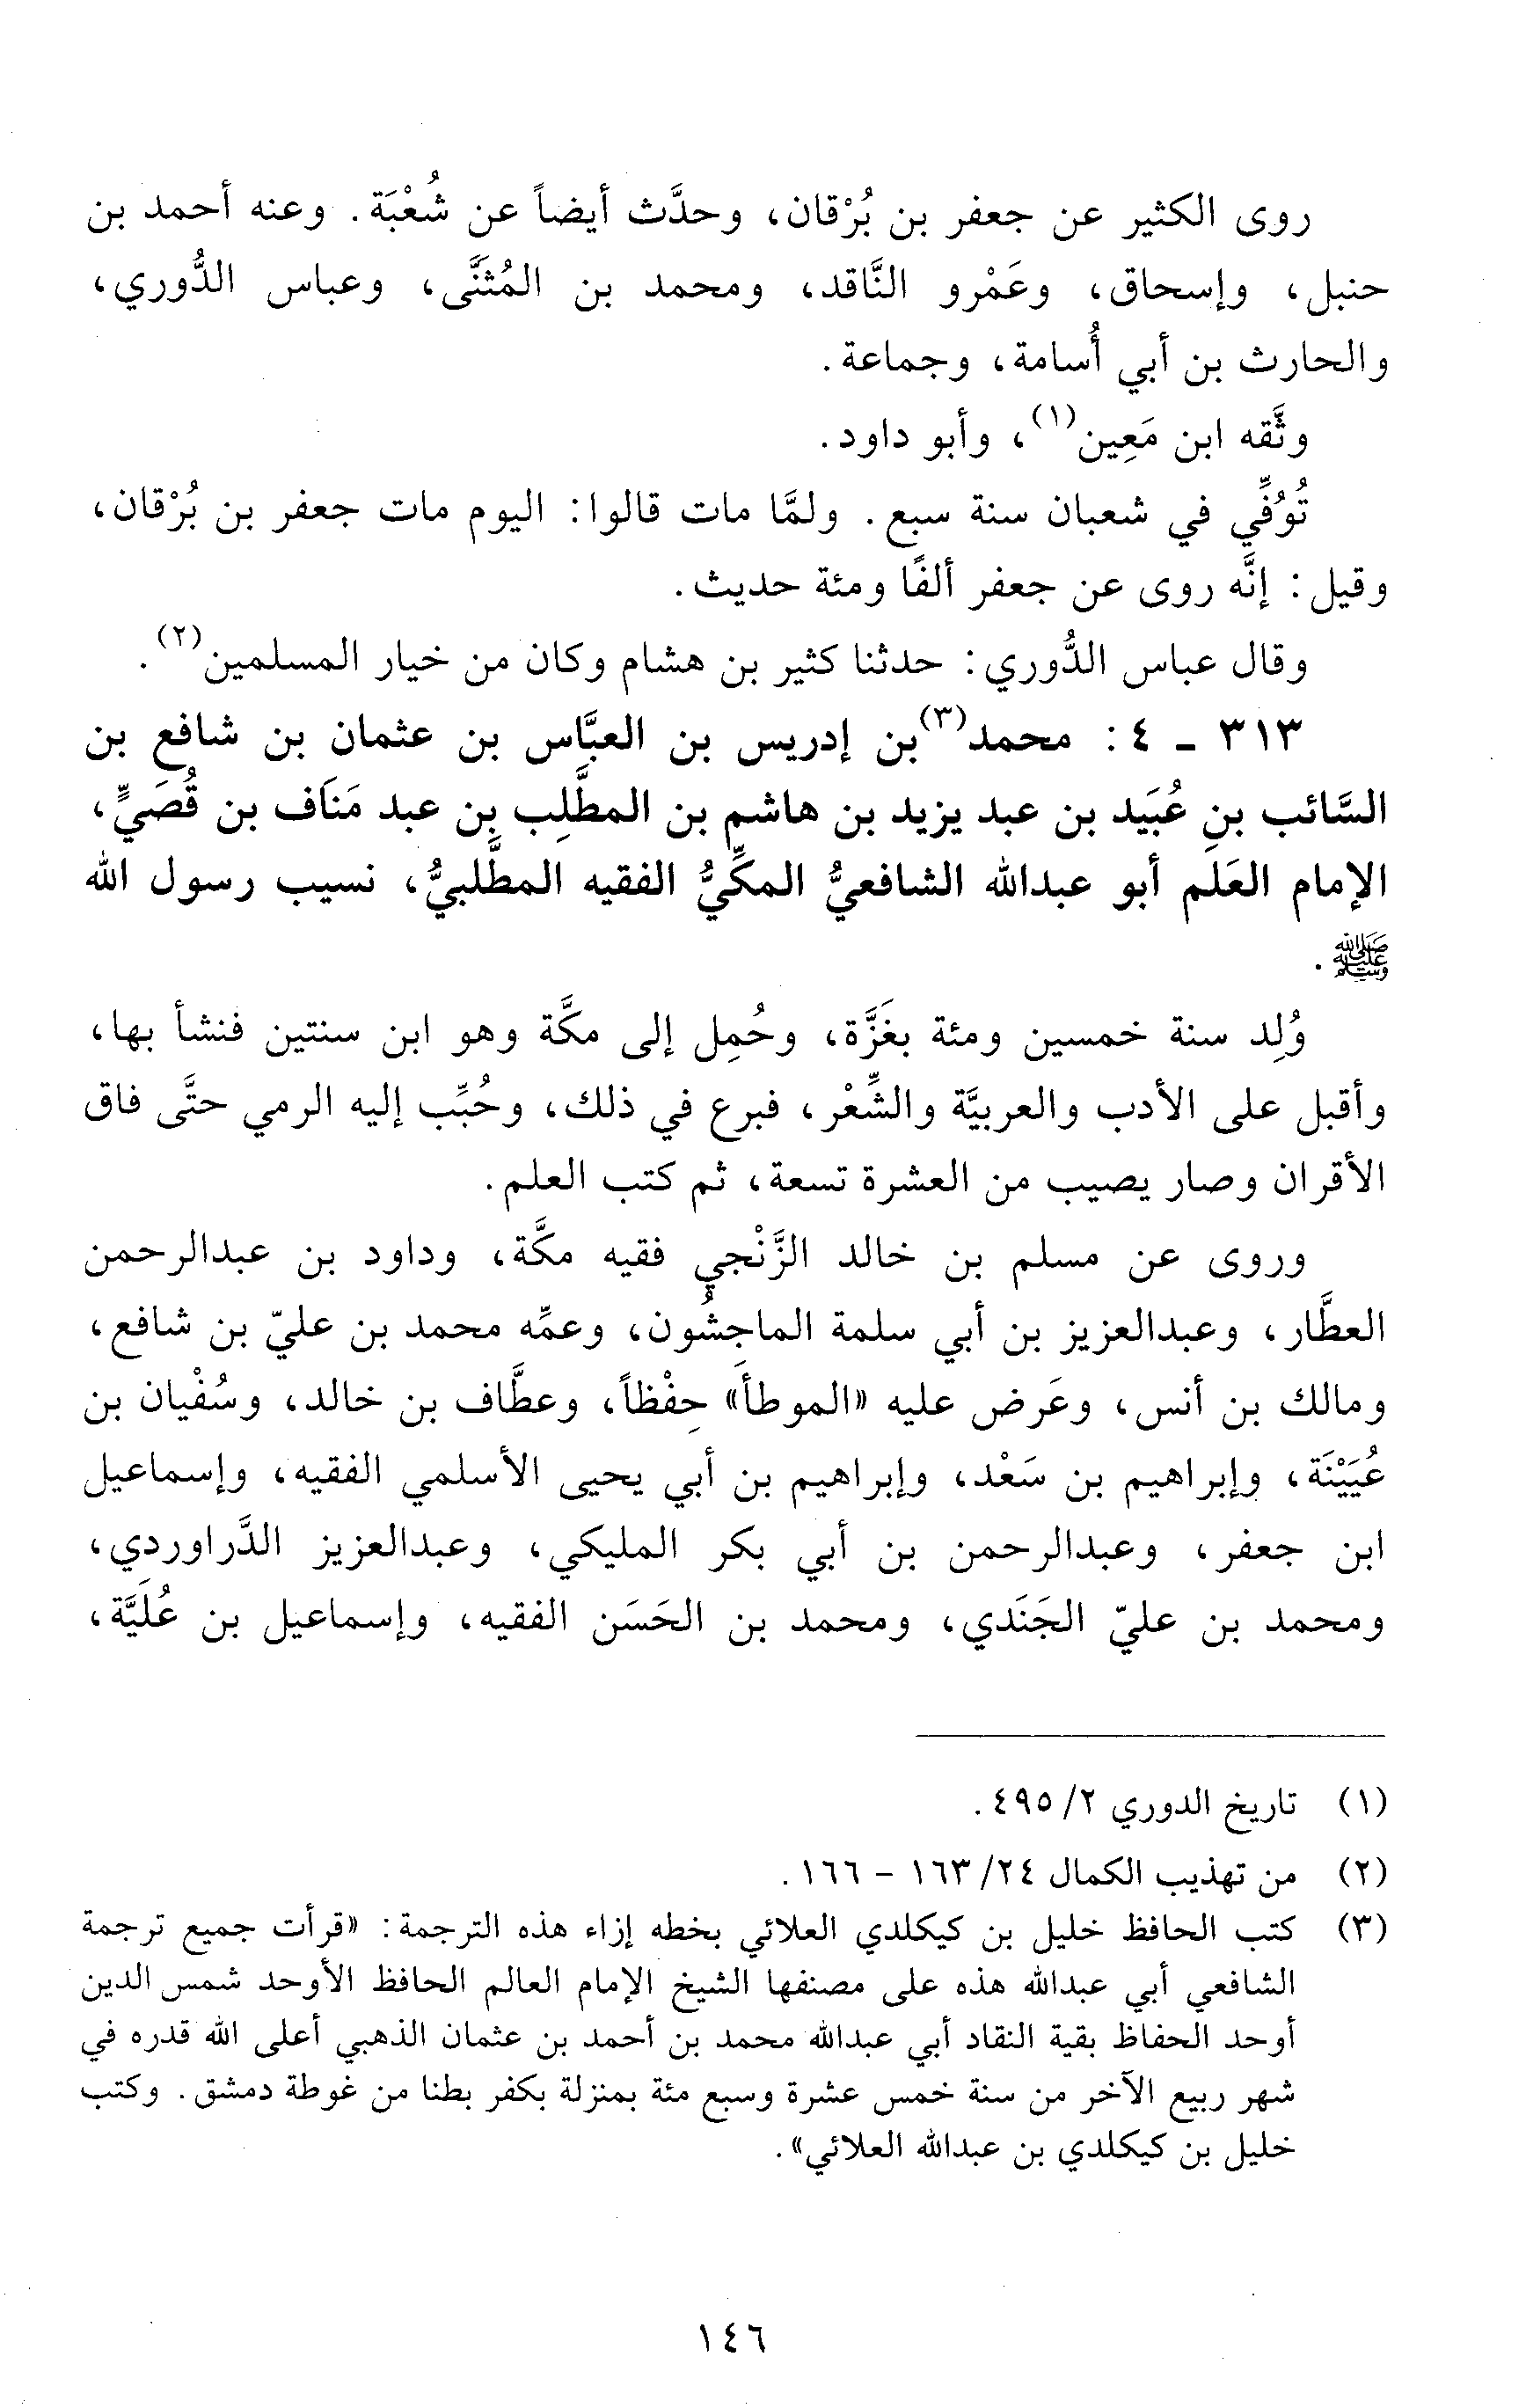 روى الكثير عن جعفر بن بُرْقان، وحدَّث أيضاً عن شُعْبَة. وعنه أحمد بن
حنبل، وإسحاق، وعَمْرو النَّاقد، ومحمد بن المُثنَّى، وعباس الدُّوري،
والحارث بن أبي أُسامة، وجماعة.
وثَّقه ابن مَعِين(١)، وأبو داود.
تُوُفِّي في شعبان سنة سبع. ولمَّا مات قالوا: اليوم مات جعفر بن بُرْقان،
وقيل: إنَّه روى عن جعفر ألفًا ومئة حديث.
وقال عباس الدُّوري: حدثنا كثير بن هشام وكان من خيار المسلمين(٢).
٣١٣ - ٤: محمد(٣) بن إدريس بن العبَّاس بن عثمان بن شافع بن
السَّائب بنِ عُبَيد بن عبد يزيد بن هاشم بن المطَّلِب بن عبد مَنَاف بن قُصَيٍّ،
الإمام العَلَم أبو عبدالله الشافعيُّ المكِّيُّ الفقيه المطَّلبيُّ، نسيب رسول الله
ﷺ.
وُلِد سنة خمسين ومئة بغَزَّة، وحُمِل إلى مكَّة وهو ابن سنتين فنشأ بها،
وأقبل على الأدب والعربيَّة والشِّعْر، فبرع في ذلك، وحُبِّب إليه الرمي حتَّى فاق
الأقران وصار يصيب من العشرة تسعة، ثم كتب العلم.
وروى عن مسلم بن خالد الزَّنْجي فقيه مكَّة، وداود بن عبدالرحمن
العطَّار، وعبدالعزيز بن أبي سلمة الماجشُون، وعمِّه محمد بن عليّ بن شافع،
ومالك بن أنس، وعَرض عليه «الموطأَ» حِفْظاً، وعطَّاف بن خالد، وسُفْيان بن
عُيَيْنَة، وإبراهيم بن سَعْد، وإبراهيم بن أبي يحيى الأسلمي الفقيه، وإسماعيل
ابن جعفر، وعبدالرحمن بن أبي بكر المليكي، وعبدالعزيز الدَّراوردي،
ومحمد بن عليّ الجَنَدي، ومحمد بن الحَسَن الفقيه، وإسماعيل بن عُلَيَّة،
(١) تاريخ الدوري ٢/ ٤٩٥.
(٢) من تهذيب الكمال ٢٤/ ١٦٣ - ١٦٦.
(٣) كتب الحافظ خليل بن كيكلدي العلائي بخطه إزاء هذه الترجمة: «قرأت جميع ترجمة
الشافعي أبي عبدالله هذه على مصنفها الشيخ الإمام العالم الحافظ الأوحد شمس الدين
أوحد الحفاظ بقية النقاد أبي عبدالله محمد بن أحمد بن عثمان الذهبي أعلى الله قدره في
شهر ربيع الآخر من سنة خمس عشرة وسبع مئة بمنزلة بكفر بطنا من غوطة دمشق. وكتب
خليل بن كيكلدي بن عبدالله العلائي».
١٤٦